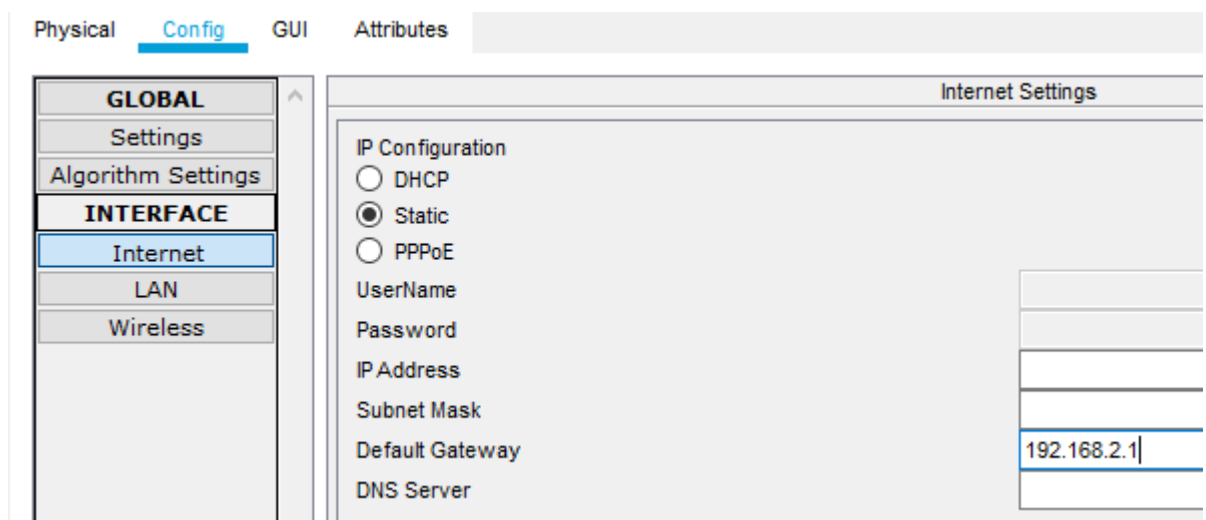 Physical Config GUI Attributes
GLOBAL
Settings
Algorithm Settings
INTERFACE
Internet
LAN
Wireless
Internet Settings
IP Configuration
DHCP
Static
PPPoE
UserName
Password
IP Address
Subnet Mask
Default Gateway 192.168.2.1
DNS Server